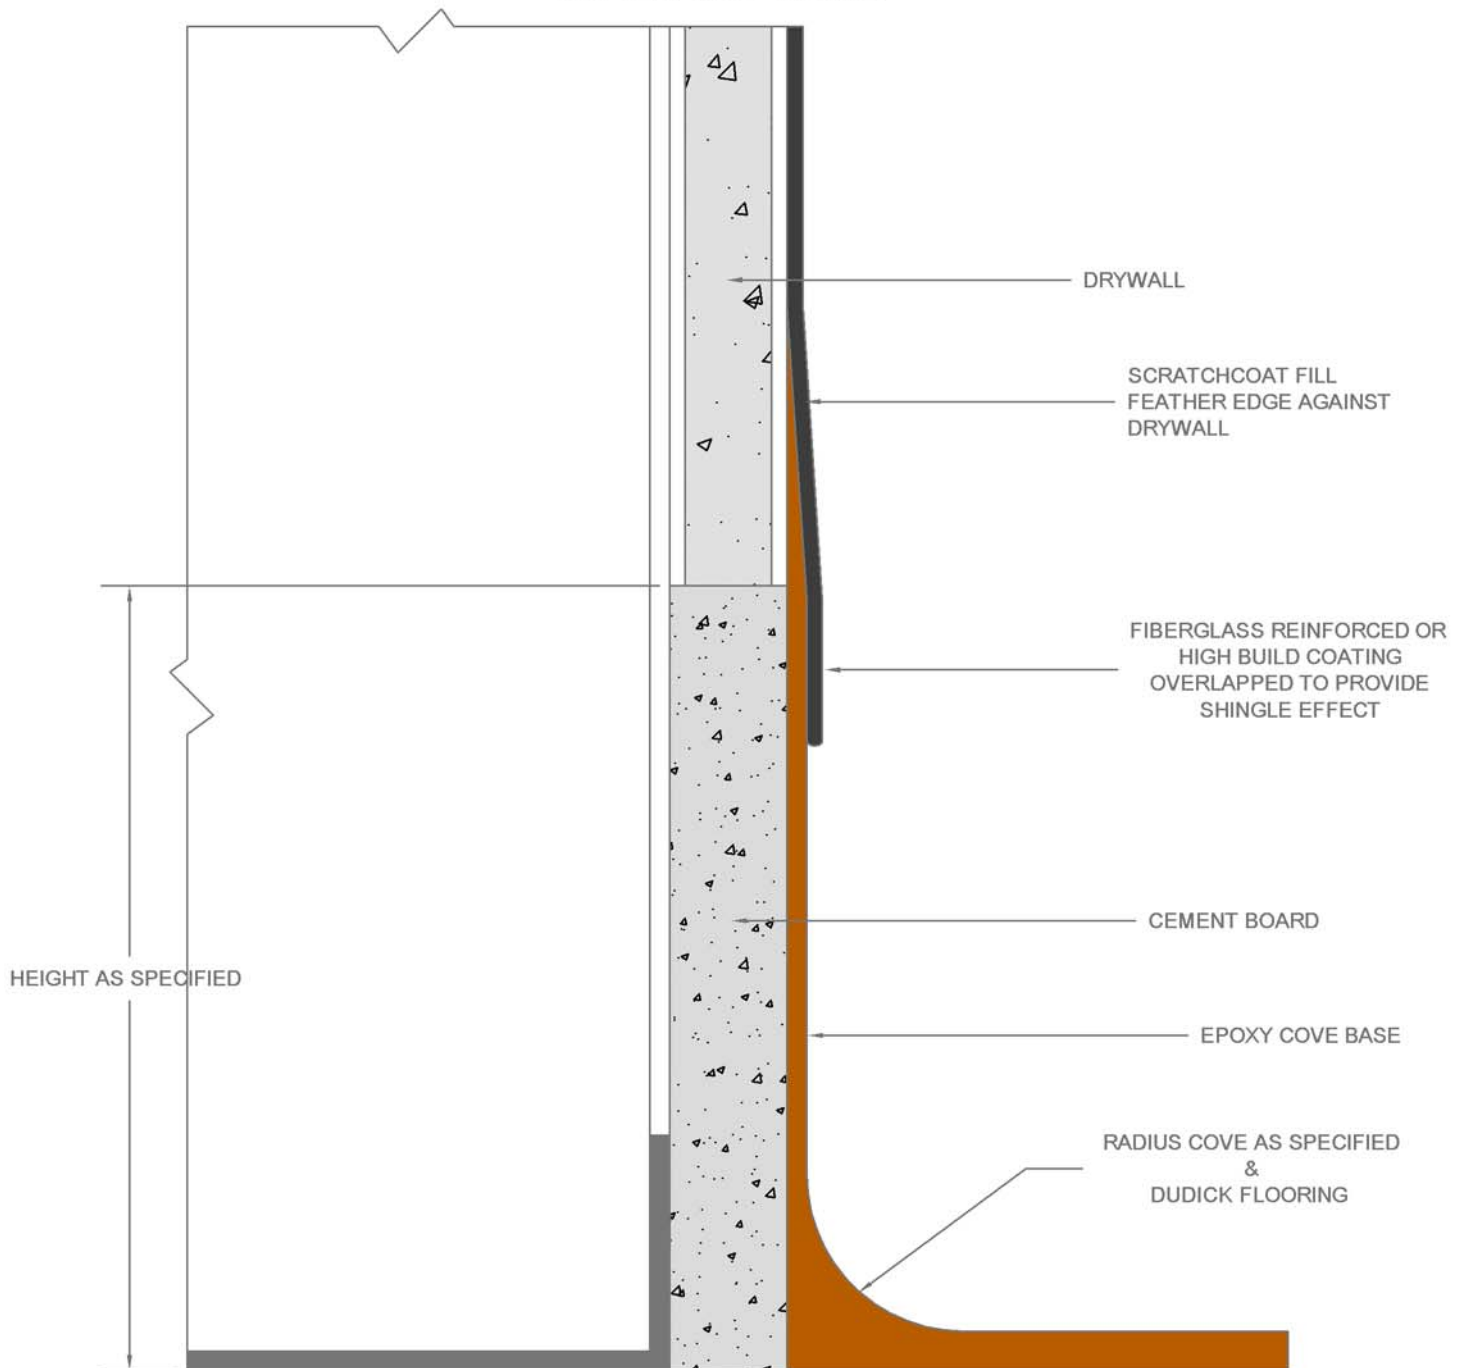 DRYWALL
SCRATCHCOAT FILL
FEATHER EDGE AGAINST
DRYWALL
FIBERGLASS REINFORCED OR
HIGH BUILD COATING
OVERLAPPED TO PROVIDE
SHINGLE EFFECT
CEMENT BOARD
HEIGHT AS SPECIFIED
EPOXY COVE BASE
RADIUS COVE AS SPECIFIED
&
DUDICK FLOORING